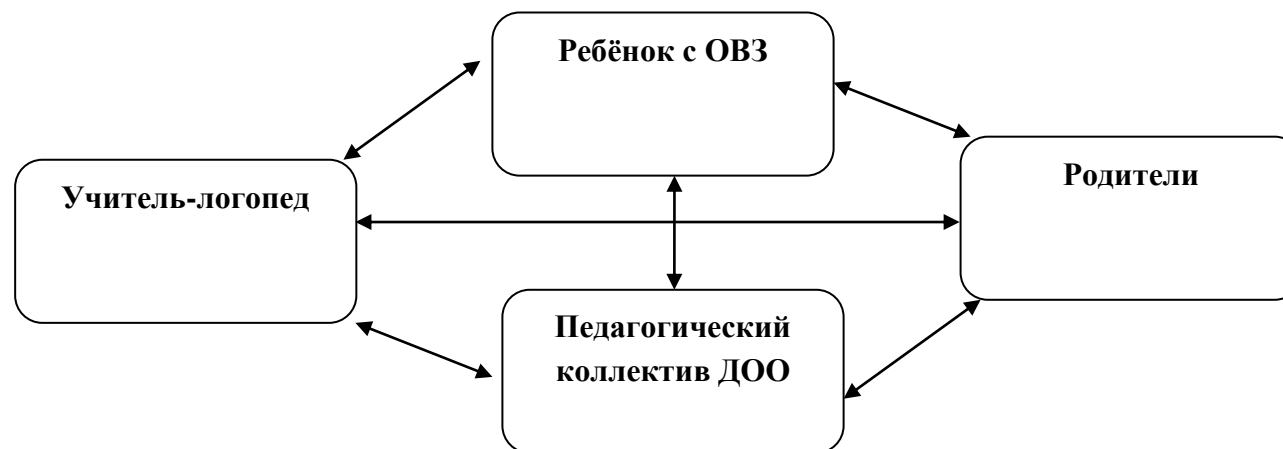 Ребёнок с ОВЗ
Учитель-логопед
Родители
Педагогический
коллектив ДОО